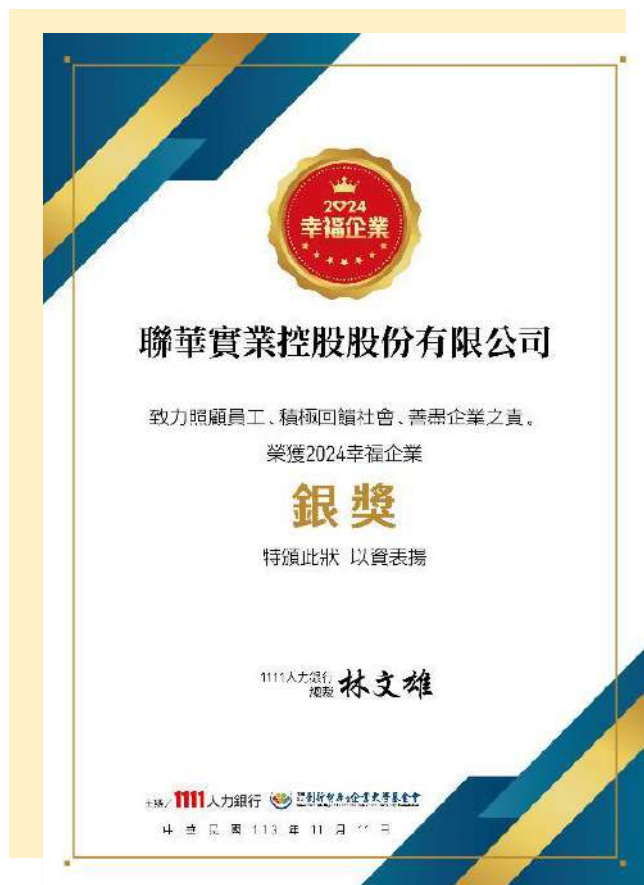 2024
幸福企業
聯華實業控股股份有限公司
致力照顧員工、積極回饋社會、善盡企業之責。
榮獲2024幸福企業
銀獎
特頒此狀 以資表揚
1111人力銀行
總裁 林文雄
主辦/1111人力銀行
中華民國 113 年 11 月 11 日